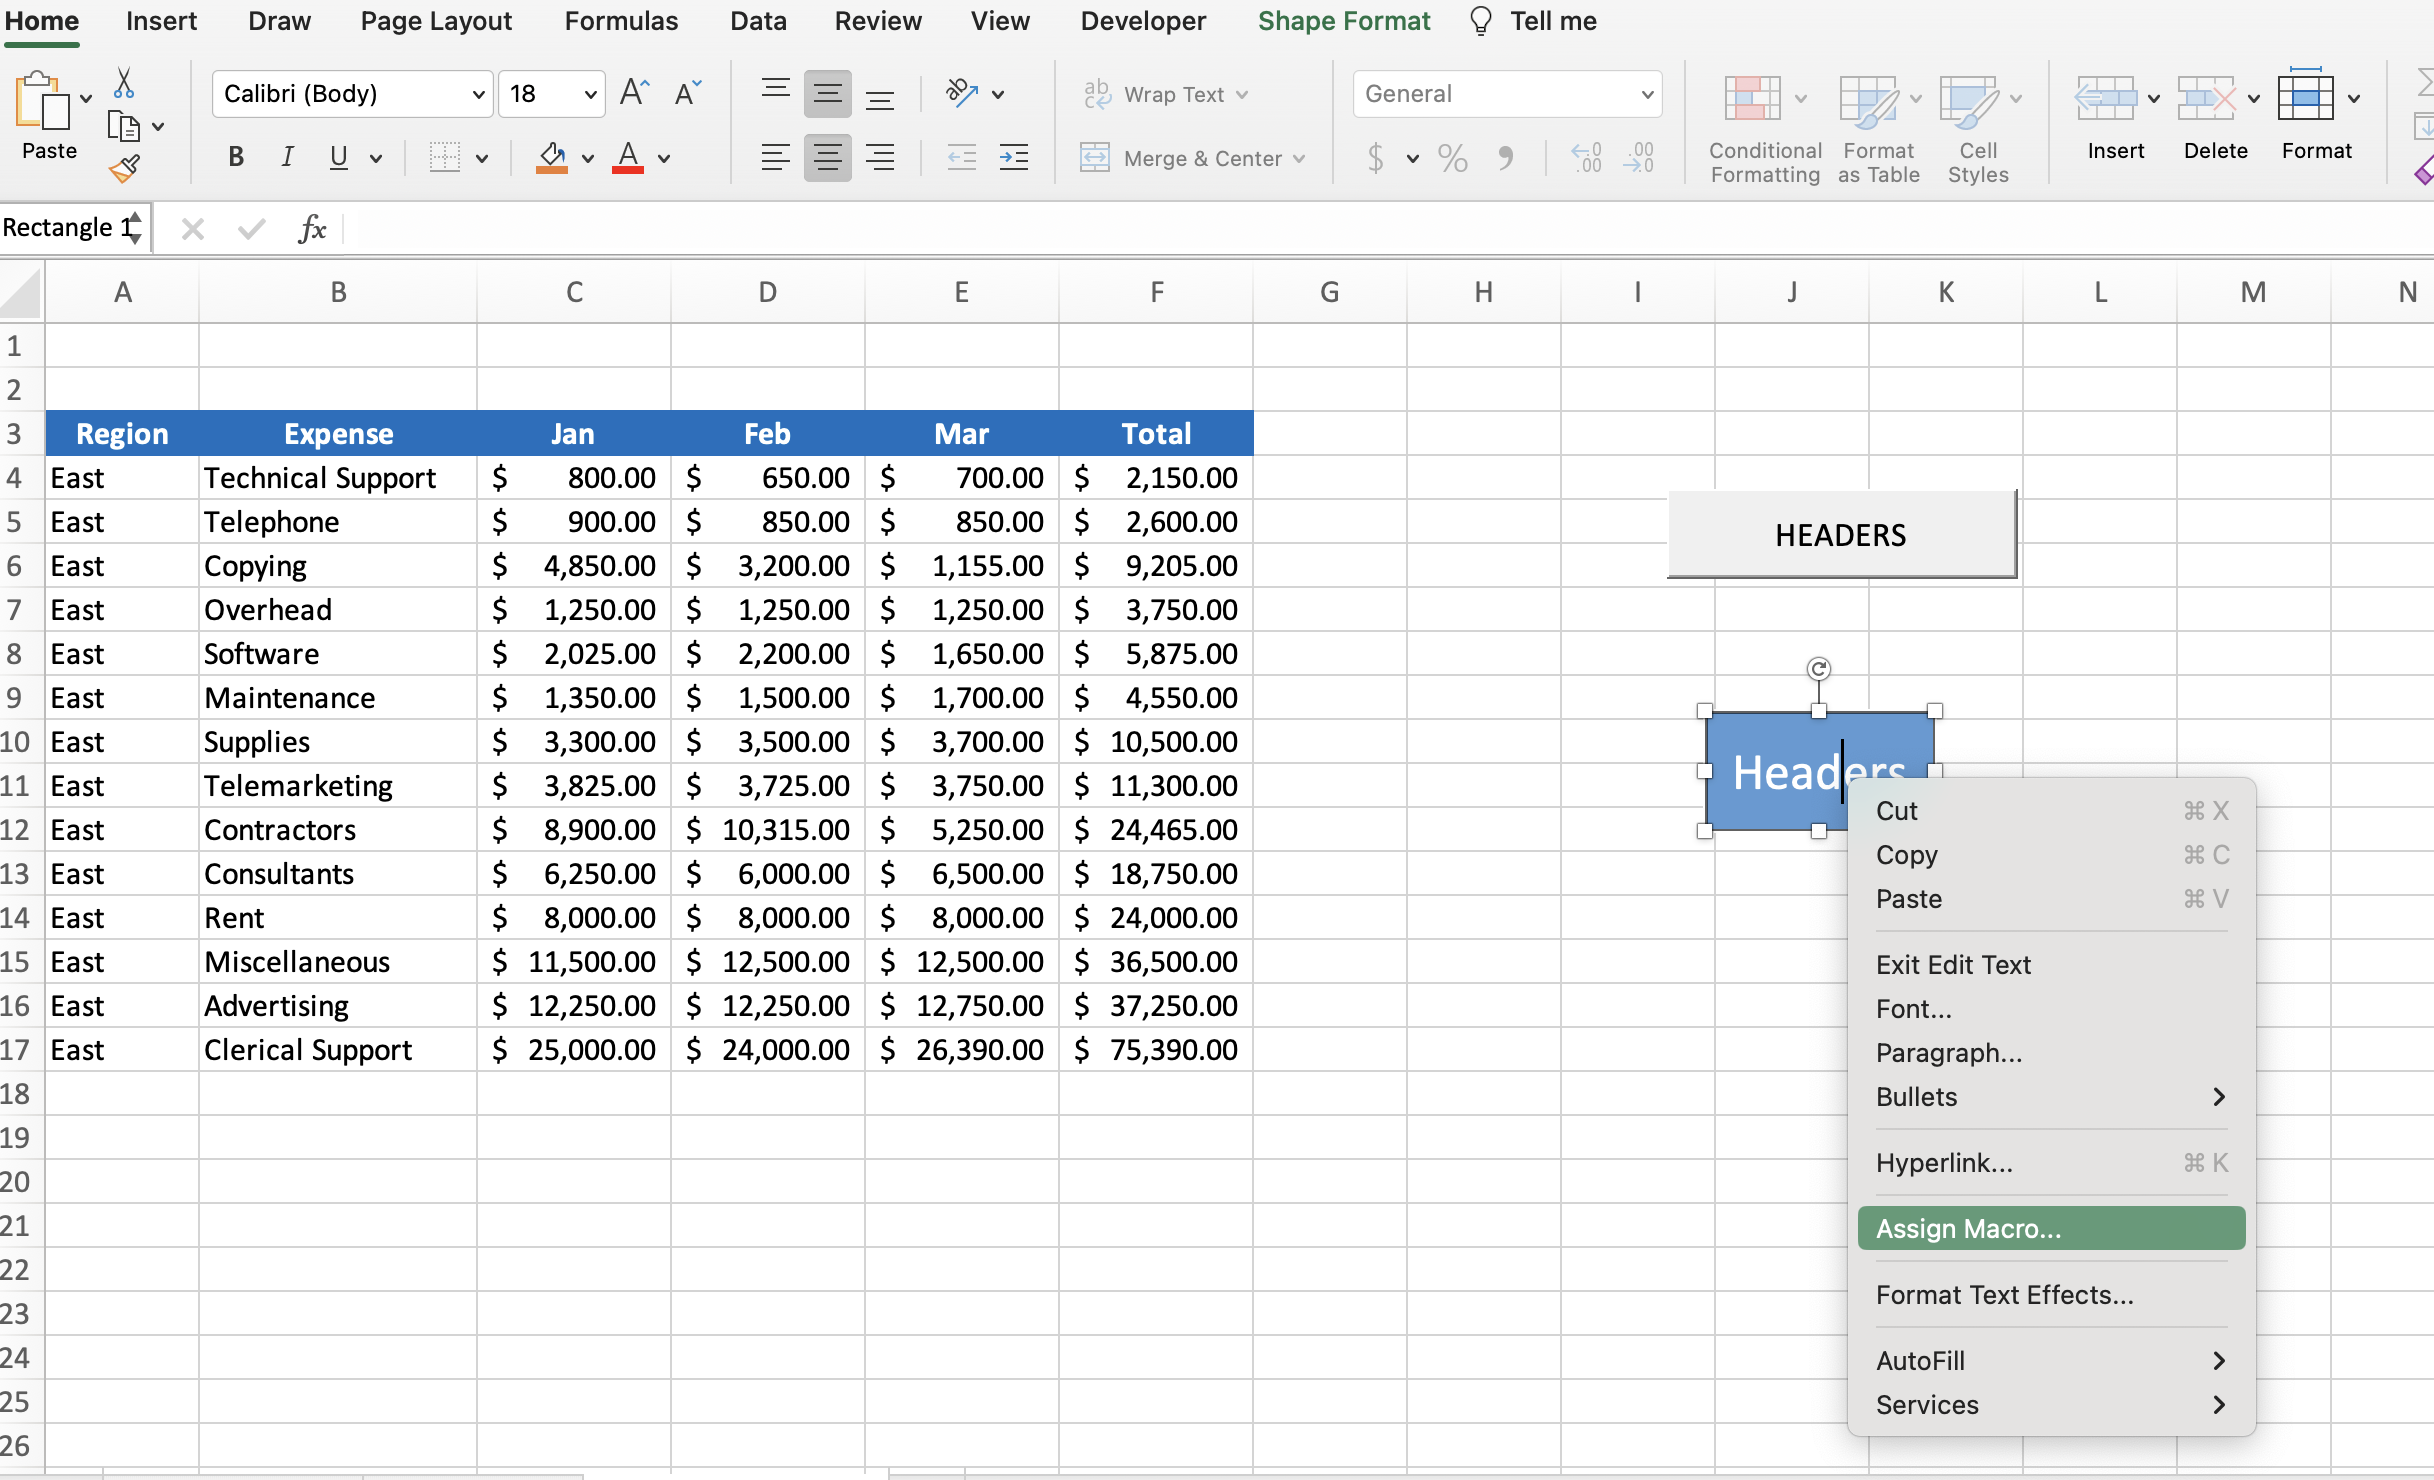 Home Insert Draw Page Layout Formulas Data Review View Developer Shape Format Tell me
Paste
Calibri (Body) 18 A A
B I U A
ab Wrap Text
Merge & Center
General
$ % 9 .00 .00
Conditional Formatting
Format as Table
Cell Styles
Insert Delete Format
Rectangle 1 fx
A B C D E F G H I J K L M N
1
2
3 Region Expense Jan Feb Mar Total
4 East Technical Support $ 800.00 $ 650.00 $ 700.00 $ 2,150.00
5 East Telephone $ 900.00 $ 850.00 $ 850.00 $ 2,600.00
6 East Copying $ 4,850.00 $ 3,200.00 $ 1,155.00 $ 9,205.00
7 East Overhead $ 1,250.00 $ 1,250.00 $ 1,250.00 $ 3,750.00
8 East Software $ 2,025.00 $ 2,200.00 $ 1,650.00 $ 5,875.00
9 East Maintenance $ 1,350.00 $ 1,500.00 $ 1,700.00 $ 4,550.00
10 East Supplies $ 3,300.00 $ 3,500.00 $ 3,700.00 $ 10,500.00
11 East Telemarketing $ 3,825.00 $ 3,725.00 $ 3,750.00 $ 11,300.00
12 East Contractors $ 8,900.00 $ 10,315.00 $ 5,250.00 $ 24,465.00
13 East Consultants $ 6,250.00 $ 6,000.00 $ 6,500.00 $ 18,750.00
14 East Rent $ 8,000.00 $ 8,000.00 $ 8,000.00 $ 24,000.00
15 East Miscellaneous $ 11,500.00 $ 12,500.00 $ 12,500.00 $ 36,500.00
16 East Advertising $ 12,250.00 $ 12,250.00 $ 12,750.00 $ 37,250.00
17 East Clerical Support $ 25,000.00 $ 24,000.00 $ 26,390.00 $ 75,390.00
18
19
20
21
22
23
24
25
26
HEADERS
Headers
Cut ⌘ X
Copy ⌘ C
Paste ⌘ V
Exit Edit Text
Font...
Paragraph...
Bullets
Hyperlink... ⌘ K
Assign Macro...
Format Text Effects...
AutoFill
Services